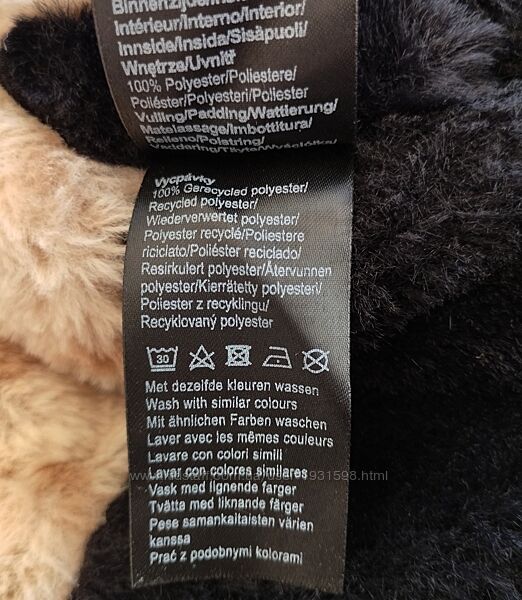 Intérieur/Interno/Interior/
Innside/Insida/Sisäpuoli/
Wnętrze/Uvnitř
100% Polyester/Poliestere/
Poliéster/Polyesteri/Poliester
Vulling/Padding/Wattierung/
Matelassage/Imbottitura/
Relleno/Polstring/
Vycpávky
100% Gerecycled polyester/
Recycled polyester/
Wiederverwertet polyester/
Polyester recyclé/Poliestere
riciclato/Poliéster reciclado/
Resirkulert polyester/Återvunnen
polyester/Kierrätetty polyesteri/
Poliester z recyklingu/
Recyklovaný polyester
30
Met dezelfde kleuren wassen
Wash with similar colours
Mit ähnlichen Farben waschen
Laver avec les mêmes couleurs
Lavare con colori simili
Lavar con colores similares
Vask med lignende farger
Tvätta med liknande färger
Pese samankaltaisten värien
kanssa
Prać z podobnymi kolorami